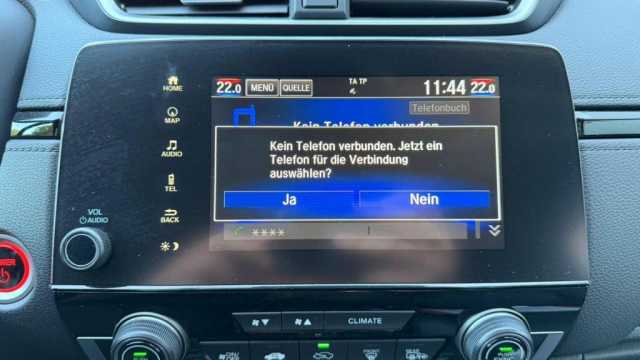 HOME
MAP
AUDIO
TEL
BACK
VOL
AUDIO
22.0 MENÜ QUELLE TA TP 11:44 22.0
Telefonbuch
Kein Telefon verbunden
Kein Telefon verbunden. Jetzt ein
Telefon für die Verbindung
auswählen?
Ja Nein
****
CLIMATE